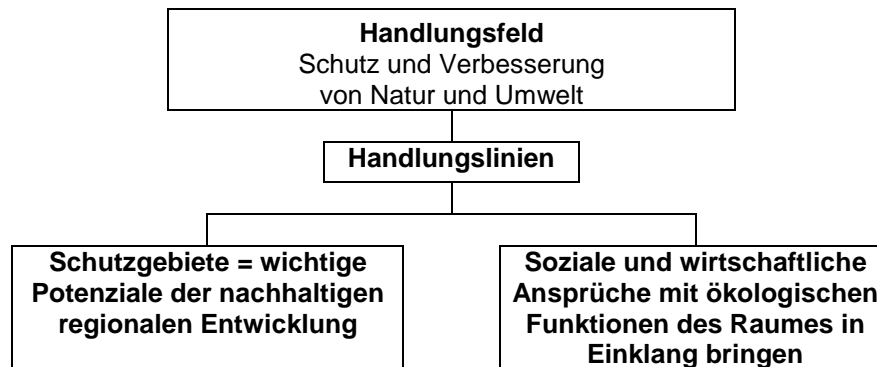 Handlungsfeld
Schutz und Verbesserung
von Natur und Umwelt
Handlungslinien
Schutzgebiete = wichtige
Potenziale der nachhaltigen
regionalen Entwicklung
Soziale und wirtschaftliche
Ansprüche mit ökologischen
Funktionen des Raumes in
Einklang bringen